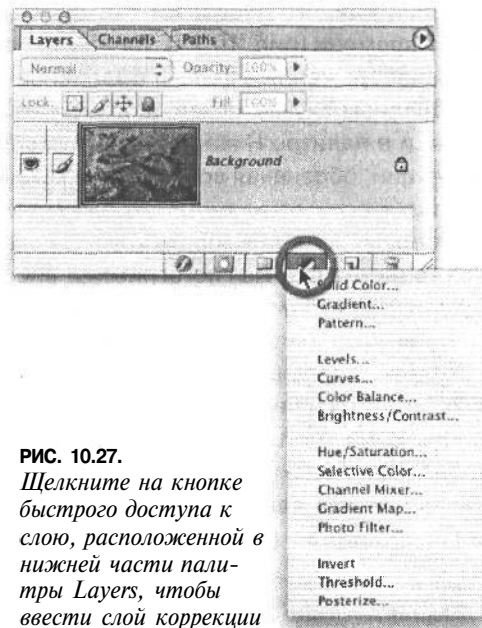 Layers Channels Paths
Normal Opacity: 100%
Lock: Fill: 100%
Background
Solid Color...
Gradient...
Pattern...
Levels...
Curves...
Color Balance...
Brightness/Contrast...
Hue/Saturation...
Selective Color...
Channel Mixer...
Gradient Map...
Photo Filter...
Invert
Threshold...
Posterize...
РИС. 10.27.
Щелкните на кнопке
быстрого доступа к
слою, расположенной в
нижней части пали-
тры Layers, чтобы
ввести слой коррекции